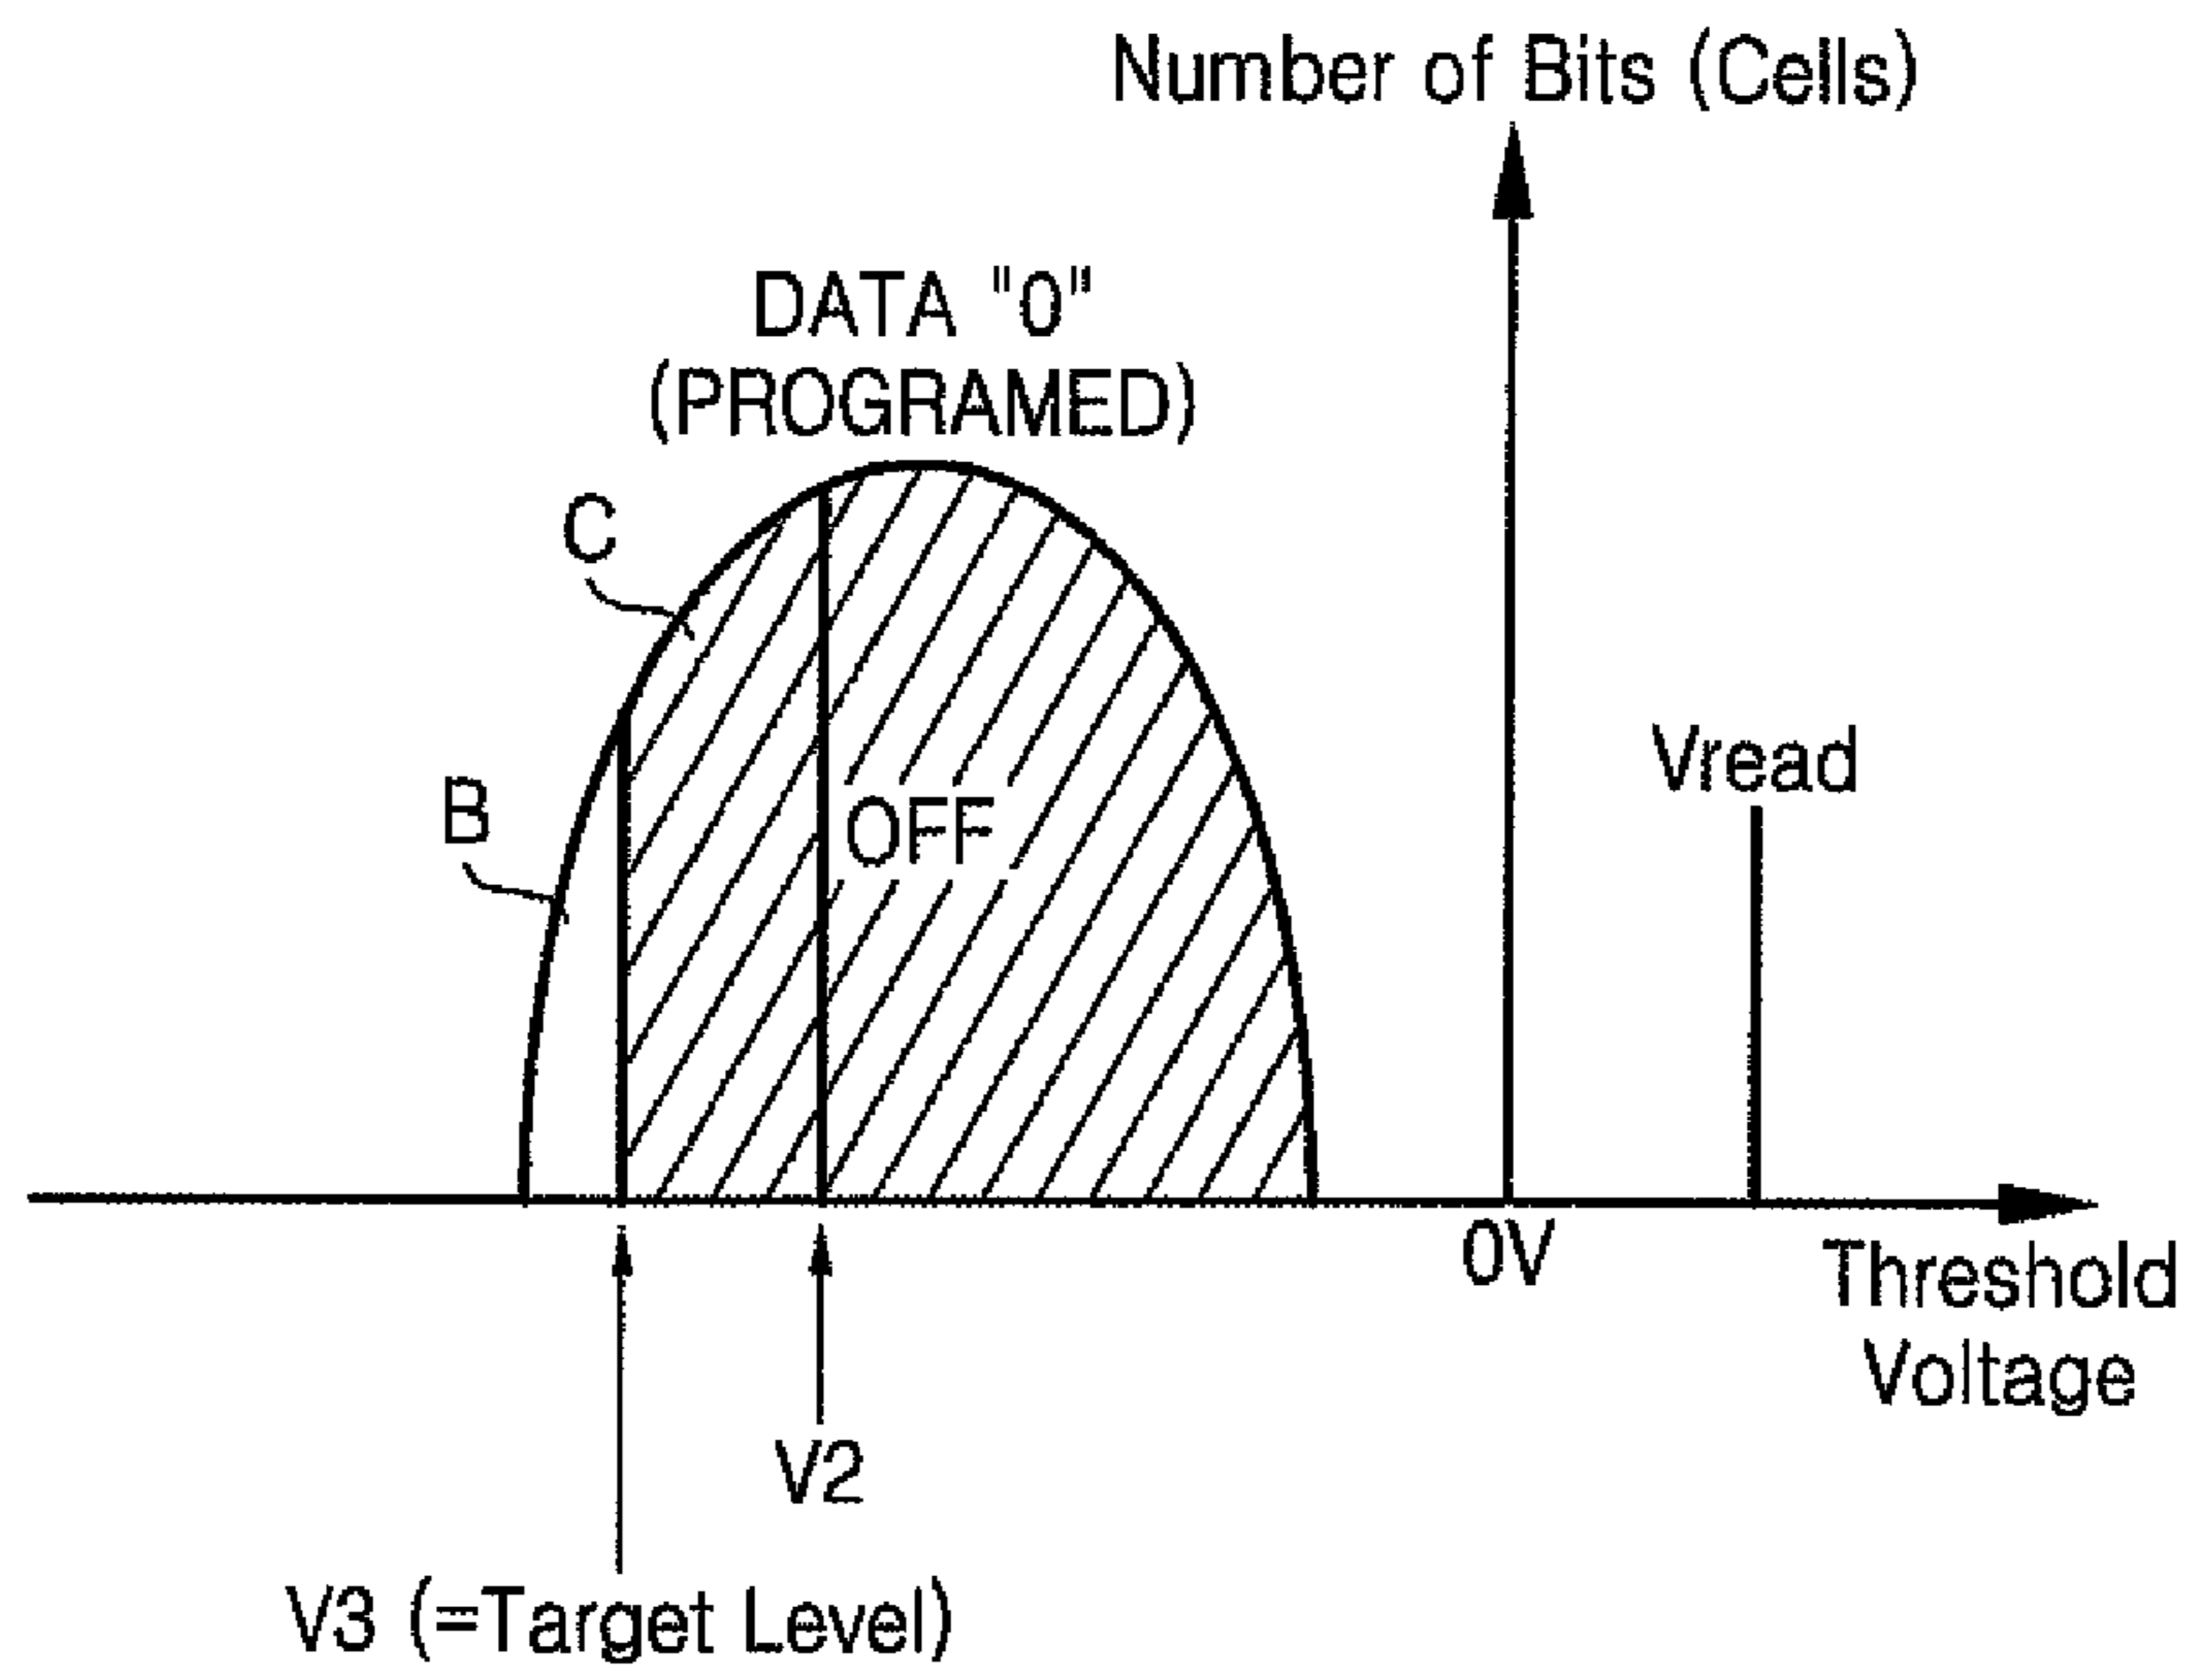 Number of Bits (Cells)
DATA "0"
(PROGRAMED)
C
Vread
B
OFF
0V
Threshold
Voltage
V2
V3 (=Target Level)